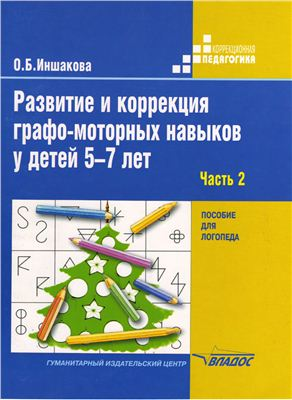 КОРРЕКЦИОННАЯ
ПЕДАГОГИКА
О.Б.Иншакова
Развитие и коррекция
графо-моторных навыков
у детей 5–7 лет
Часть 2
ПОСОБИЕ
ДЛЯ
ЛОГОПЕДА
ГУМАНИТАРНЫЙ ИЗДАТЕЛЬСКИЙ ЦЕНТР
ВЛАДОС